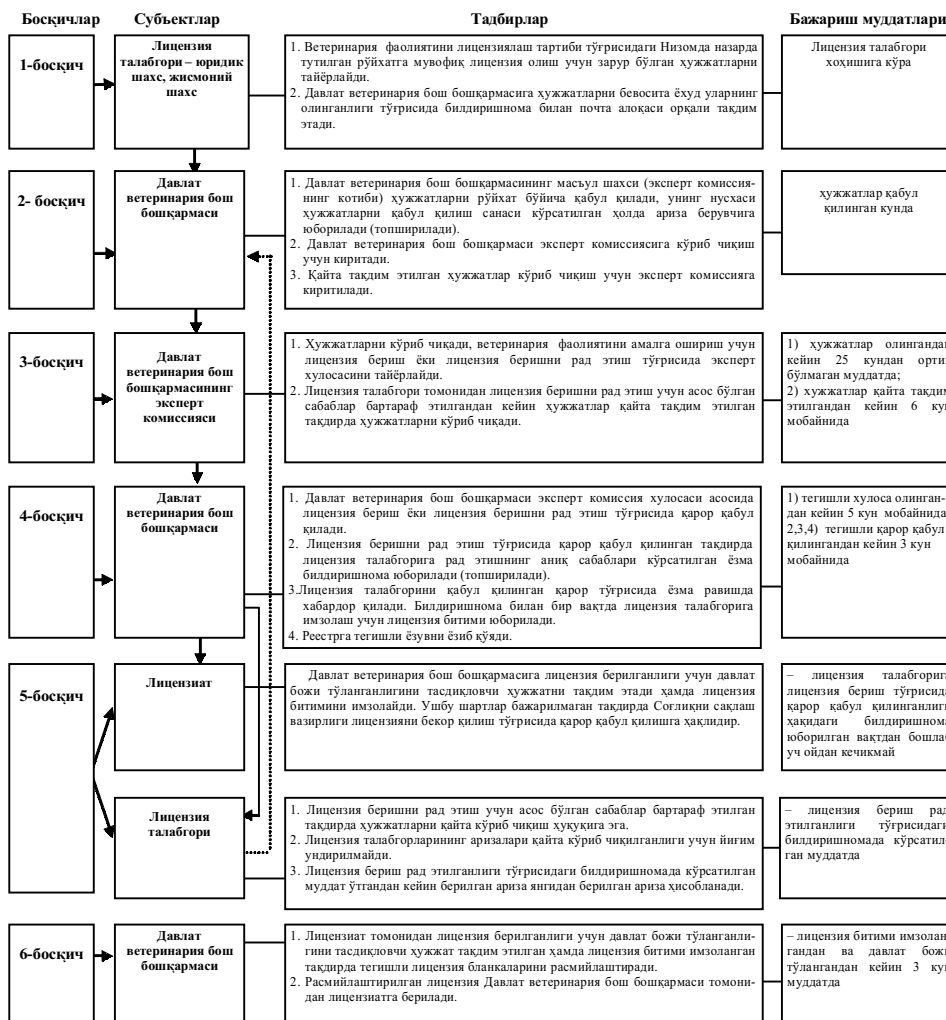 Босқичлар
Субъектлар
Тадбирлар
Бажариш муддатлари
1-босқич
Лицензия
талабгори – юридик
шахс, жисмоний
шахс
1. Ветеринария фаолиятини лицензиялаш тартиби тўғрисидаги Низомда назарда
тутилган рўйхатга мувофиқ лицензия олиш учун зарур бўлган ҳужжатларни
тайёрлайди.
2. Давлат ветеринария бош бошқармасига ҳужжатларни бевосита ёхуд уларнинг
олинганлиги тўғрисида билдиришнома билан почта алоқаси орқали тақдим
этади.
Лицензия талабгори
хоҳишига кўра
2- босқич
Давлат
ветеринария бош
бошқармаси
1. Давлат ветеринария бош бошқармасининг масъул шахси (эксперт комиссия-
нинг котиби) ҳужжатларни рўйхат бўйича қабул қилади, унинг нусхаси
ҳужжатларни қабул қилиш санаси кўрсатилган ҳолда ариза берувчига
юборилади (топширилади).
2. Давлат ветеринария бош бошқармаси эксперт комиссиясига кўриб чиқиш
учун киритади.
3. Қайта тақдим этилган ҳужжатлар кўриб чиқиш учун эксперт комиссияга
киритилади.
ҳужжатлар қабул
қилинган кунда
3-босқич
Давлат
ветеринария бош
бошқармасининг
эксперт
комиссияси
1. Ҳужжатларни кўриб чиқади, ветеринария фаолиятини амалга ошириш учун
лицензия бериш ёки лицензия беришни рад этиш тўғрисида эксперт
хулосасини тайёрлайди.
2. Лицензия талабгори томонидан лицензия беришни рад этиш учун асос бўлган
сабаблар бартараф этилгандан кейин ҳужжатлар қайта тақдим этилган
тақдирда ҳужжатларни кўриб чиқади.
1) ҳужжатлар олингандан
кейин 25 кундан ортиқ
бўлмаган муддатда;
2) ҳужжатлар қайта тақдим
этилгандан кейин 6 кун
мобайнида
4-босқич
Давлат
ветеринария бош
бошқармаси
1. Давлат ветеринария бош бошқармаси эксперт комиссия хулосаси асосида
лицензия бериш ёки лицензия беришни рад этиш тўғрисида қарор қабул
қилади.
2. Лицензия беришни рад этиш тўғрисида қарор қабул қилинган тақдирда
лицензия талабгорига рад этишнинг аниқ сабаблари кўрсатилган ёзма
билдиришнома юборилади (топширилади).
3.Лицензия талабгорини қабул қилинган қарор тўғрисида ёзма равишда
хабардор қилади. Билдиришнома билан бир вақтда лицензия талабгорига
имзолаш учун лицензия битими юборилади.
4. Реестрга тегишли ёзувни ёзиб қўяди.
1) тегишли хулоса олинган-
дан кейин 5 кун мобайнида
2,3,4) тегишли қарор қабул
қилингандан кейин 3 кун
мобайнида
5-босқич
Лицензиат
Давлат ветеринария бош бошқармасига лицензия берилганлиги учун давлат
божи тўланганлигини тасдиқловчи ҳужжатни тақдим этади ҳамда лицензия
битимини имзолайди. Ушбу шартлар бажарилмаган тақдирда Соғлиқни сақлаш
вазирлиги лицензияни бекор қилиш тўғрисида қарор қабул қилишга ҳақлидир.
– лицензия талабгорига
лицензия бериш тўғрисида
қарор қабул қилинганлиги
ҳақидаги билдиришнома
юборилган вақтдан бошлаб
уч ойдан кечикмай
Лицензия
талабгори
1. Лицензия беришни рад этиш учун асос бўлган сабаблар бартараф этилган
тақдирда ҳужжатларни қайта кўриб чиқиш ҳуқуқига эга.
2. Лицензия талабгорларининг аризалари қайта кўриб чиқилганлиги учун йиғим
ундирилмайди.
3. Лицензия бериш рад этилганлиги тўғрисидаги билдиришномада кўрсатилган
муддат ўтгандан кейин берилган ариза янгидан берилган ариза ҳисобланади.
– лицензия бериш рад
этилганлиги тўғрисидаги
билдиришномада кўрсатил-
ган муддатда
6-босқич
Давлат
ветеринария бош
бошқармаси
1. Лицензиат томонидан лицензия берилганлиги учун давлат божи тўланганли-
гини тасдиқловчи ҳужжат тақдим этилган ҳамда лицензия битими имзоланган
тақдирда тегишли лицензия бланкаларини расмийлаштиради.
2. Расмийлаштирилган лицензия Давлат ветеринария бош бошқармаси томони-
дан лицензиатга берилади.
– лицензия битими имзолан-
гандан ва давлат божи
тўлангандан кейин 3 кун
муддатда